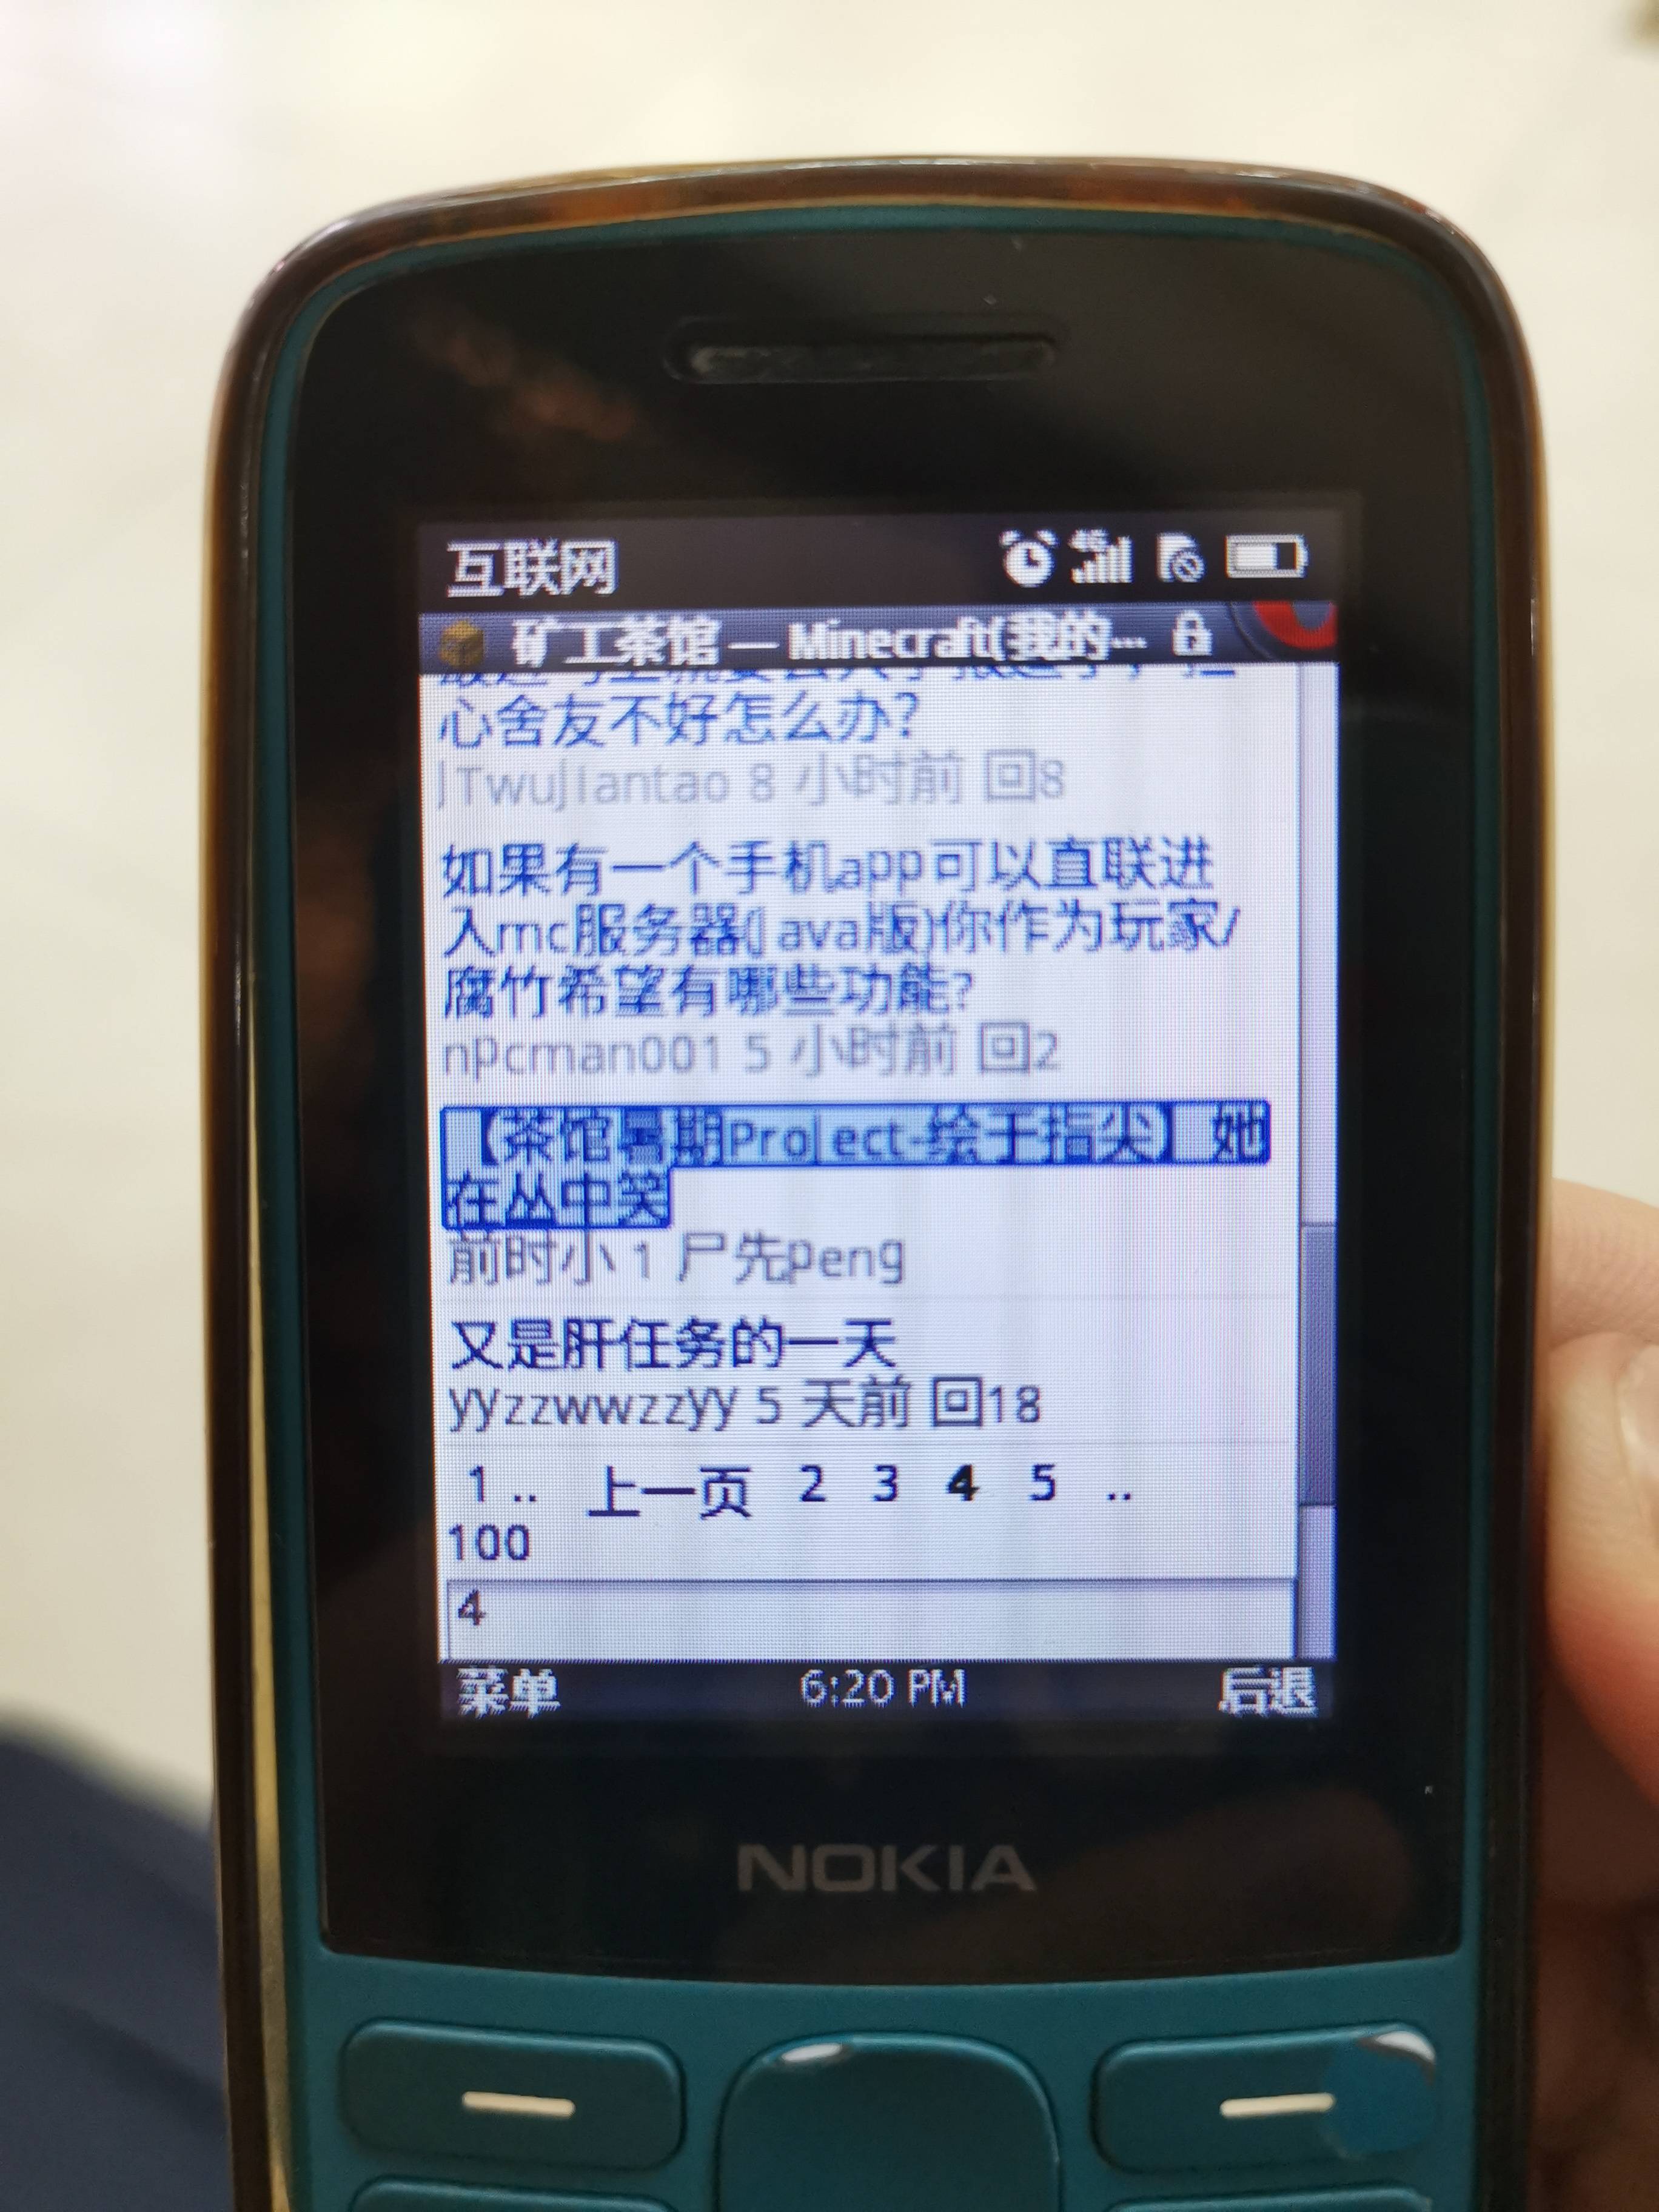 互联网
4G
矿工茶馆 — Minecraft(我的...
心舍友不好怎么办?
JTwuJiantao 8 小时前 回8
如果有一个手机app可以直联进
入mc服务器(java版)你作为玩家/
腐竹希望有哪些功能?
npcman001 5 小时前 回2
【茶馆暑期Project-绘于指尖】她
在丛中笑
前时小 1 尸先peng
又是肝任务的一天
yyzzwwzzyy 5 天前 回18
1 .. 上一页 2 3 4 5 ..
100
4
菜单 6:20 PM 后退
NOKIA